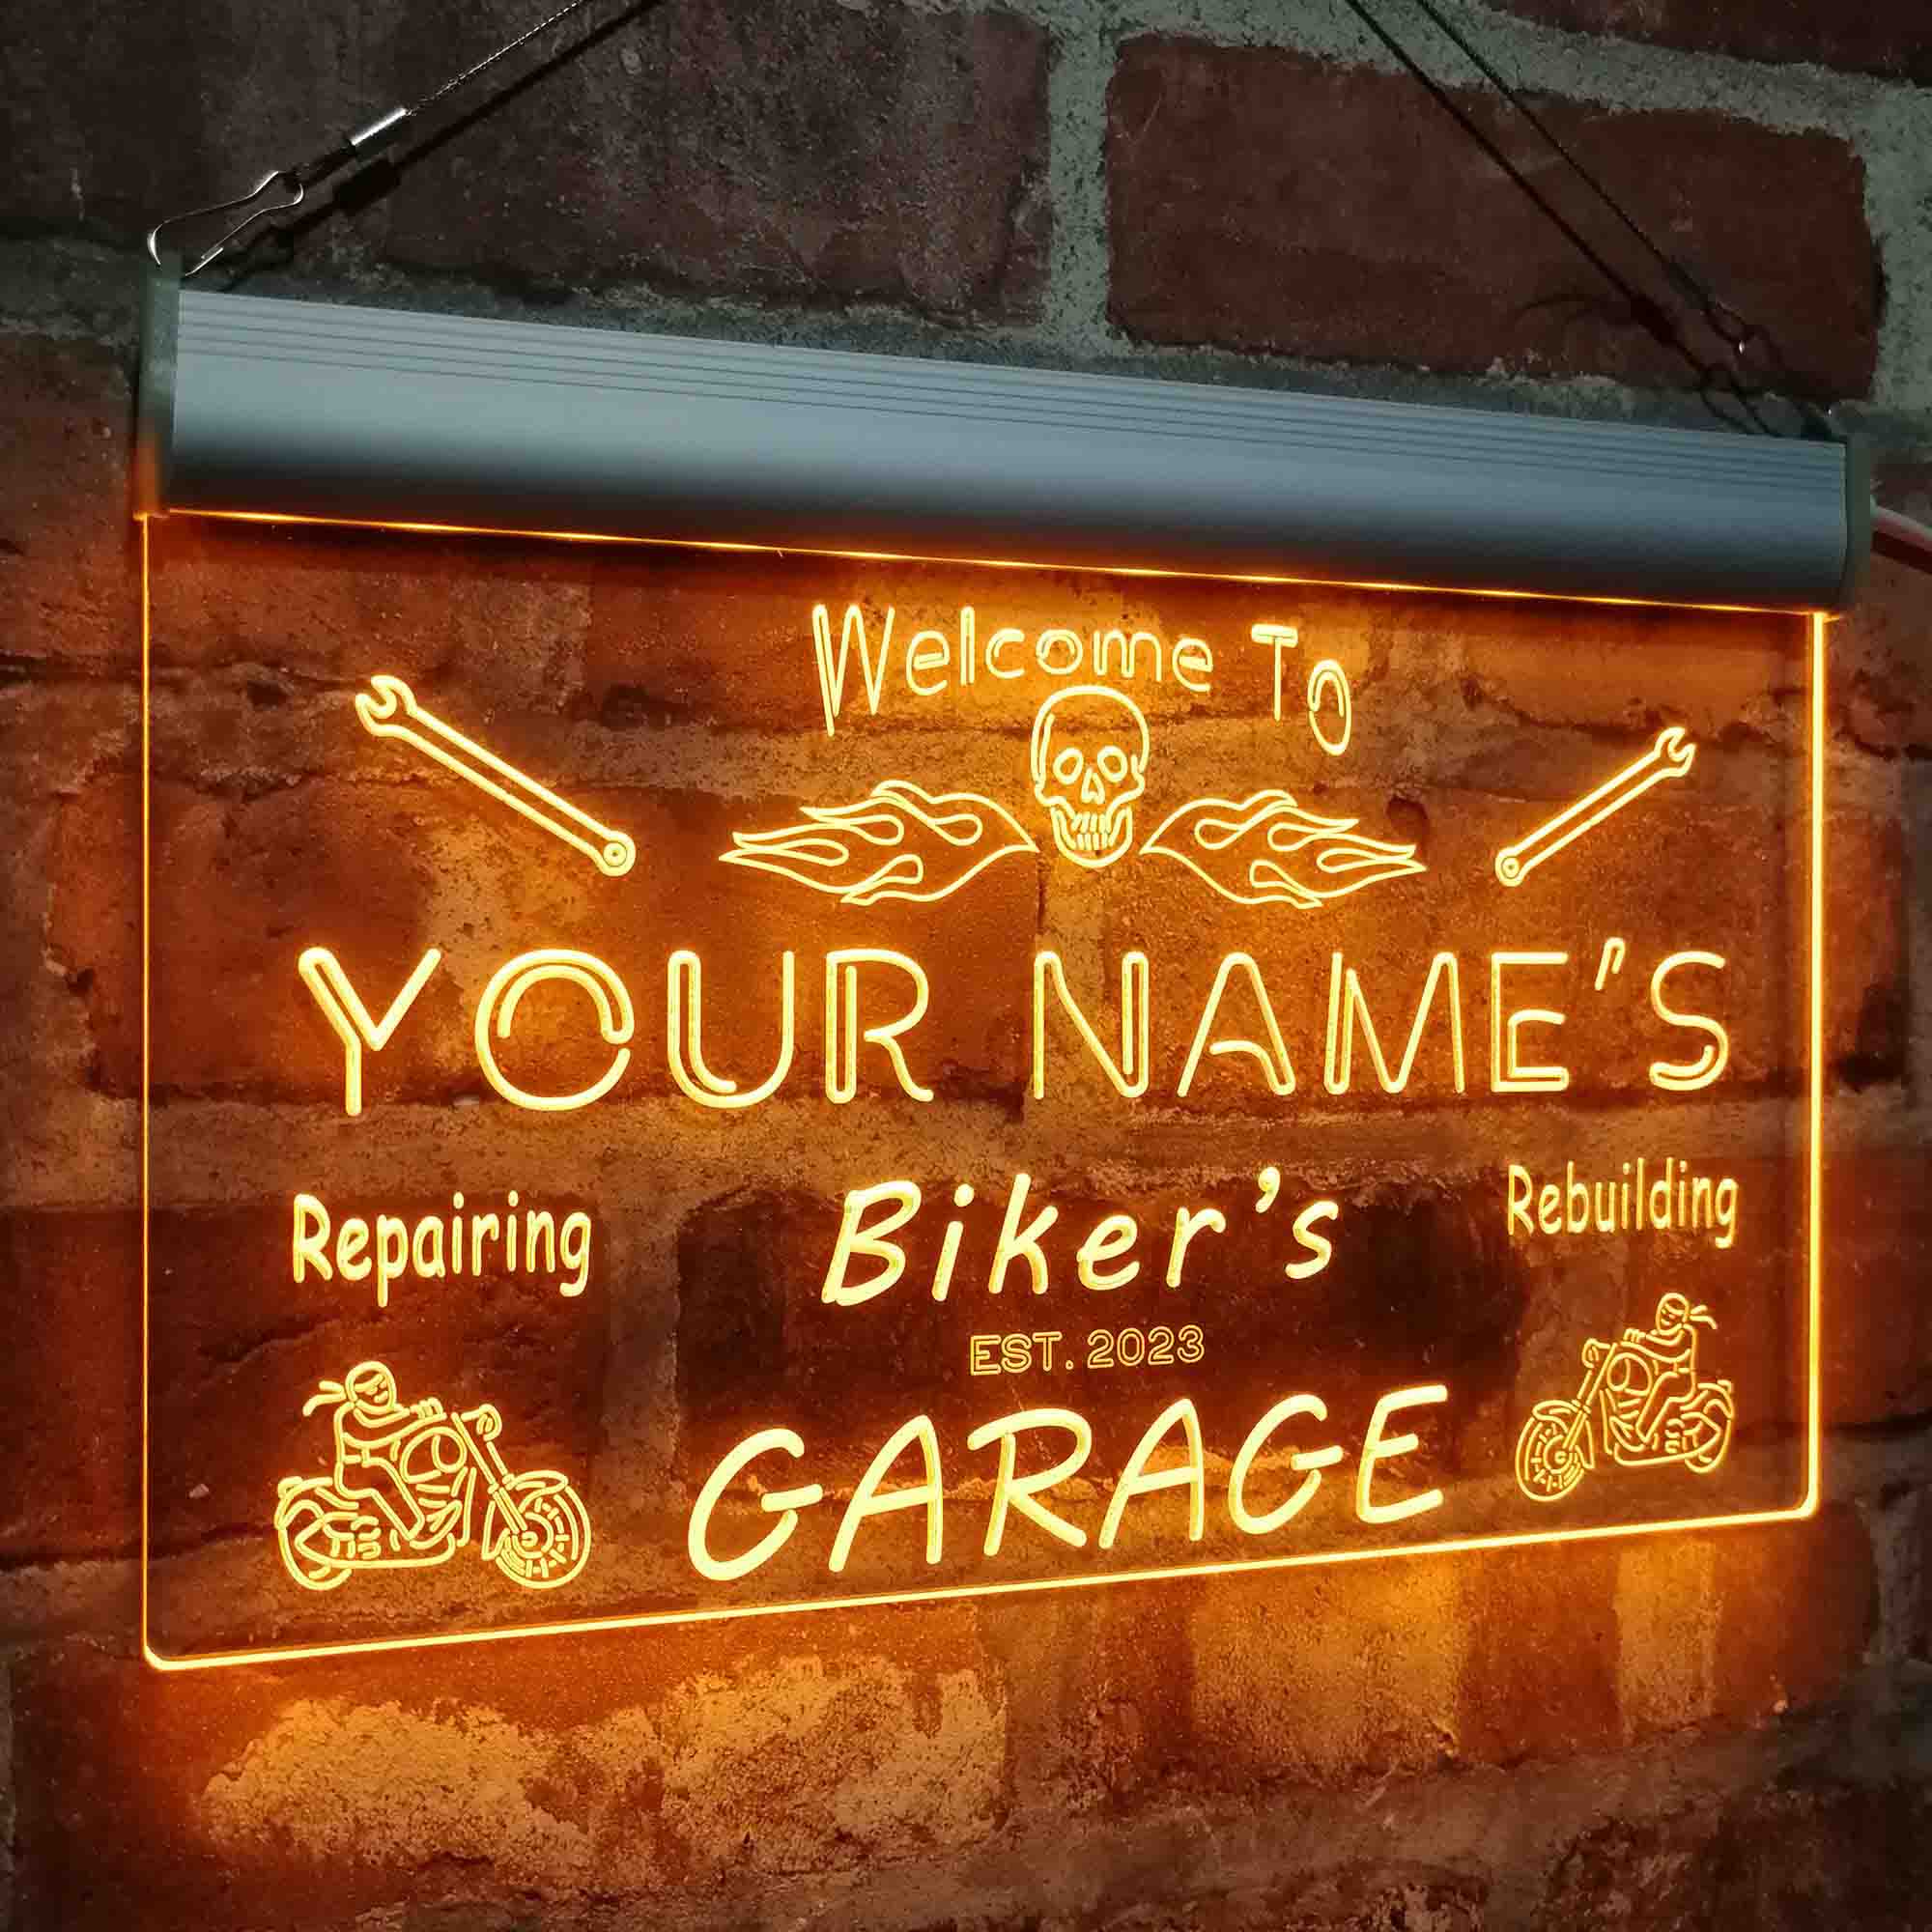 Welcome To
YOUR NAME'S
Repairing
Biker's
Rebuilding
EST. 2023
GARAGE